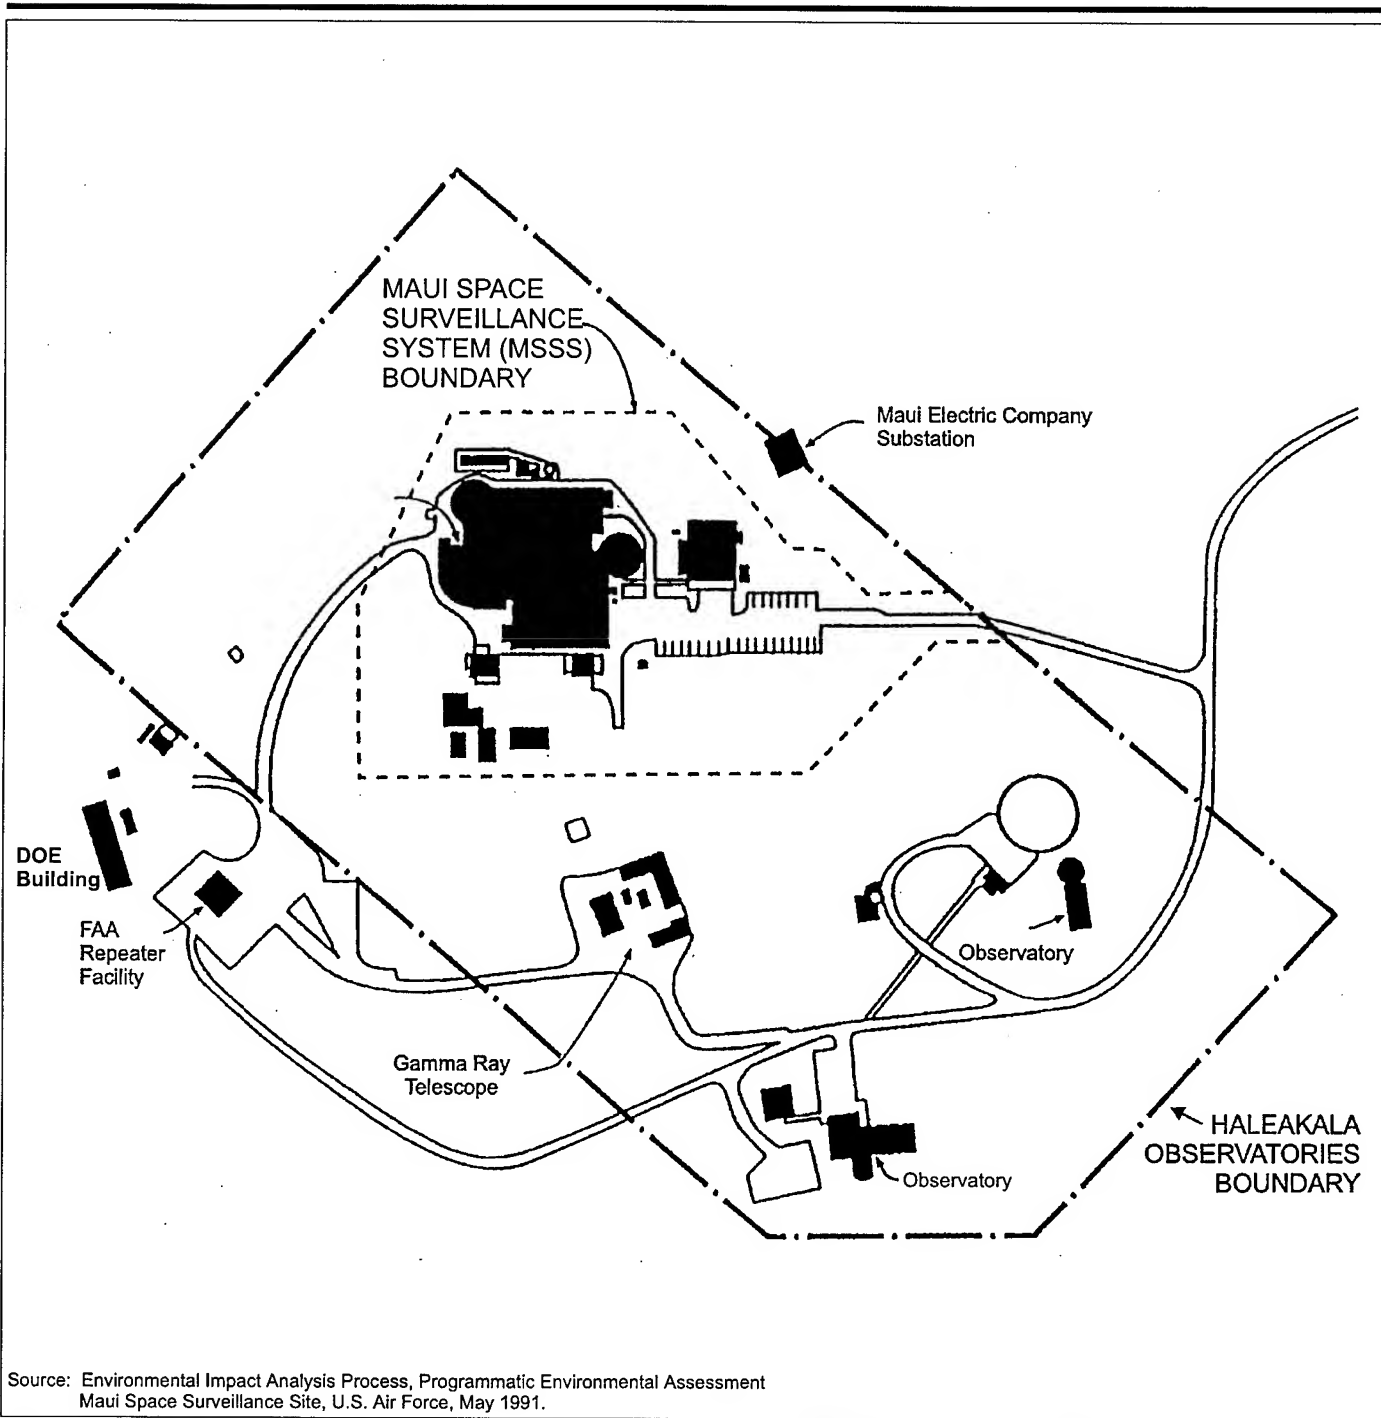 MAUI SPACE
SURVEILLANCE
SYSTEM (MSSS)
BOUNDARY
Maui Electric Company
Substation
DOE
Building
FAA
Repeater
Facility
Observatory
Gamma Ray
Telescope
HALEAKALA
OBSERVATORIES
BOUNDARY
Observatory
Source: Environmental Impact Analysis Process, Programmatic Environmental Assessment
Maui Space Surveillance Site, U.S. Air Force, May 1991.